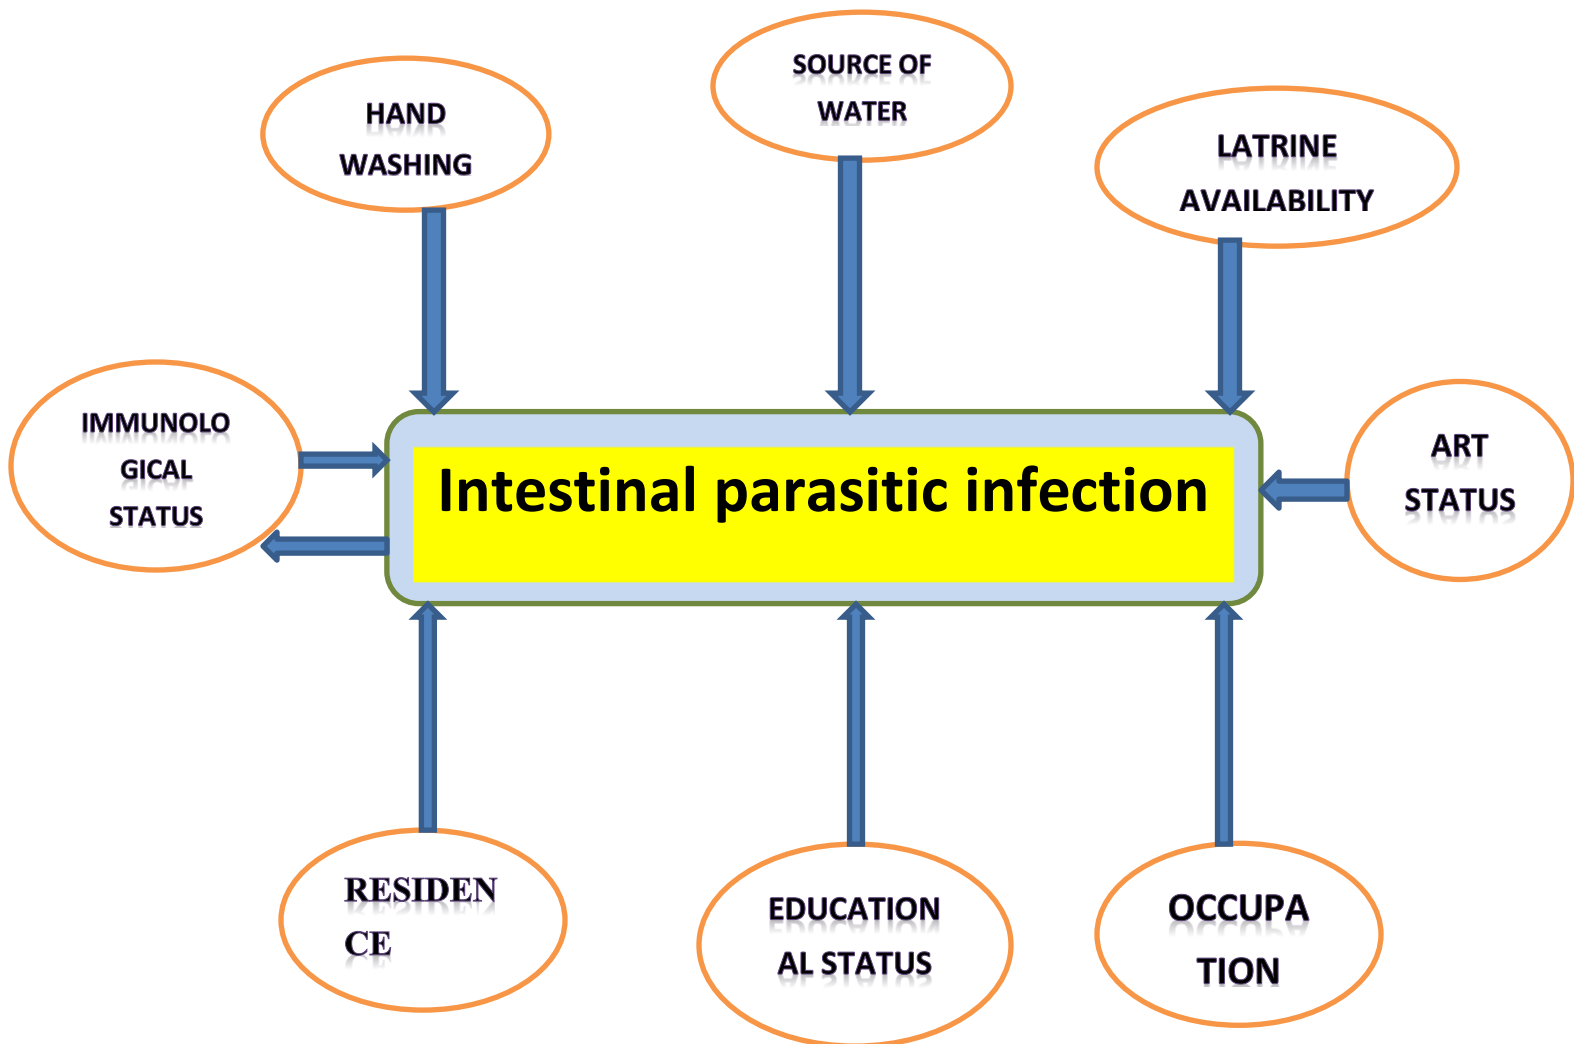 SOURCE OF
WATER
HAND
WASHING
LATRINE
AVAILABILITY
IMMUNOLO
GICAL
STATUS
Intestinal parasitic infection
ART
STATUS
RESIDEN
CE
EDUCATION
AL STATUS
OCCUPA
TION